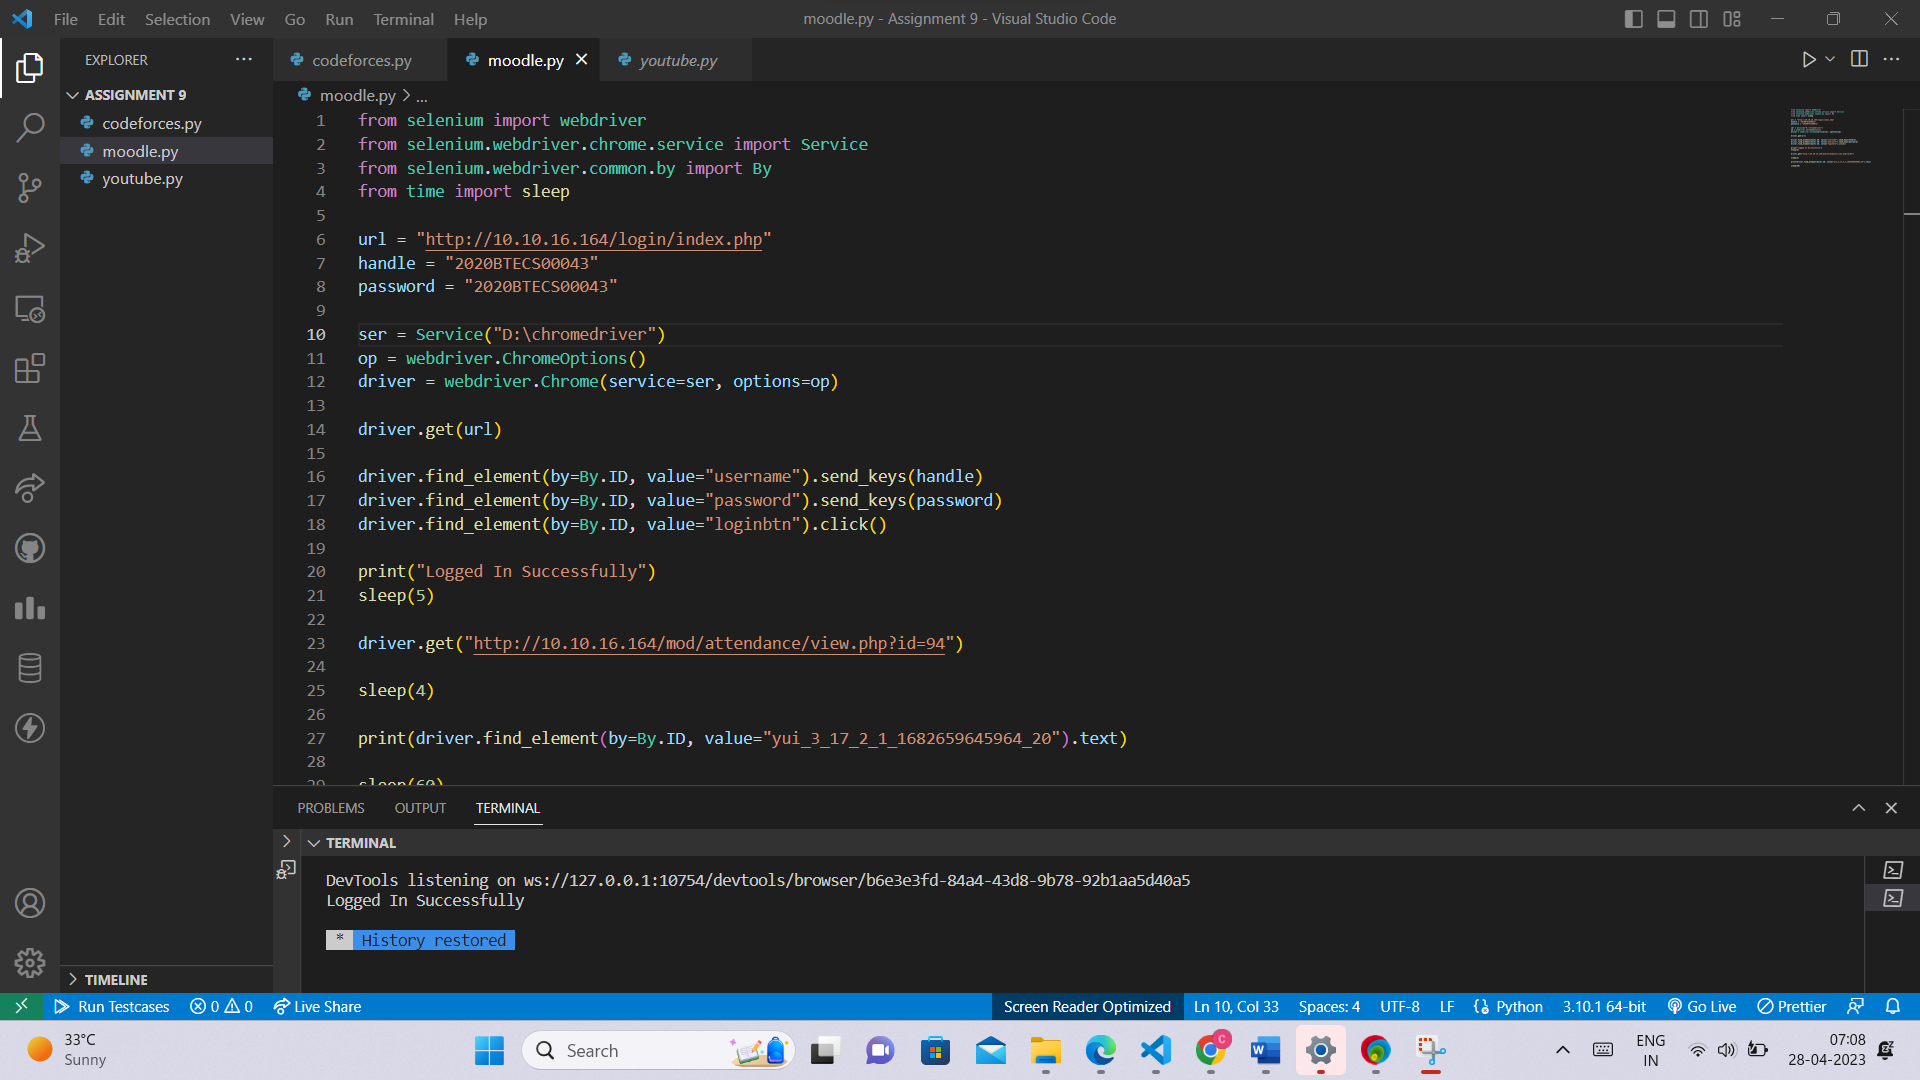 File Edit Selection View Go Run Terminal Help
moodle.py - Assignment 9 - Visual Studio Code
EXPLORER
ASSIGNMENT 9
codeforces.py
moodle.py
youtube.py
TIMELINE
codeforces.py moodle.py youtube.py
moodle.py > ...
1 from selenium import webdriver
2 from selenium.webdriver.chrome.service import Service
3 from selenium.webdriver.common.by import By
4 from time import sleep
5
6 url = "http://10.10.16.164/login/index.php"
7 handle = "2020BTECS00043"
8 password = "2020BTECS00043"
9
10 ser = Service("D:\chromedriver")
11 op = webdriver.ChromeOptions()
12 driver = webdriver.Chrome(service=ser, options=op)
13
14 driver.get(url)
15
16 driver.find_element(by=By.ID, value="username").send_keys(handle)
17 driver.find_element(by=By.ID, value="password").send_keys(password)
18 driver.find_element(by=By.ID, value="loginbtn").click()
19
20 print("Logged In Successfully")
21 sleep(5)
22
23 driver.get("http://10.10.16.164/mod/attendance/view.php?id=94")
24
25 sleep(4)
26
27 print(driver.find_element(by=By.ID, value="yui_3_17_2_1_1682659645964_20").text)
28
29 sleep(60)
PROBLEMS OUTPUT TERMINAL
TERMINAL
DevTools listening on ws://127.0.0.1:10754/devtools/browser/b6e3e3fd-84a4-43d8-9b78-92b1aa5d40a5
Logged In Successfully
* History restored
Run Testcases 0 0 Live Share Screen Reader Optimized Ln 10, Col 33 Spaces: 4 UTF-8 LF Python 3.10.1 64-bit Go Live Prettier
33°C
Sunny
Search
ENG
IN
07:08
28-04-2023